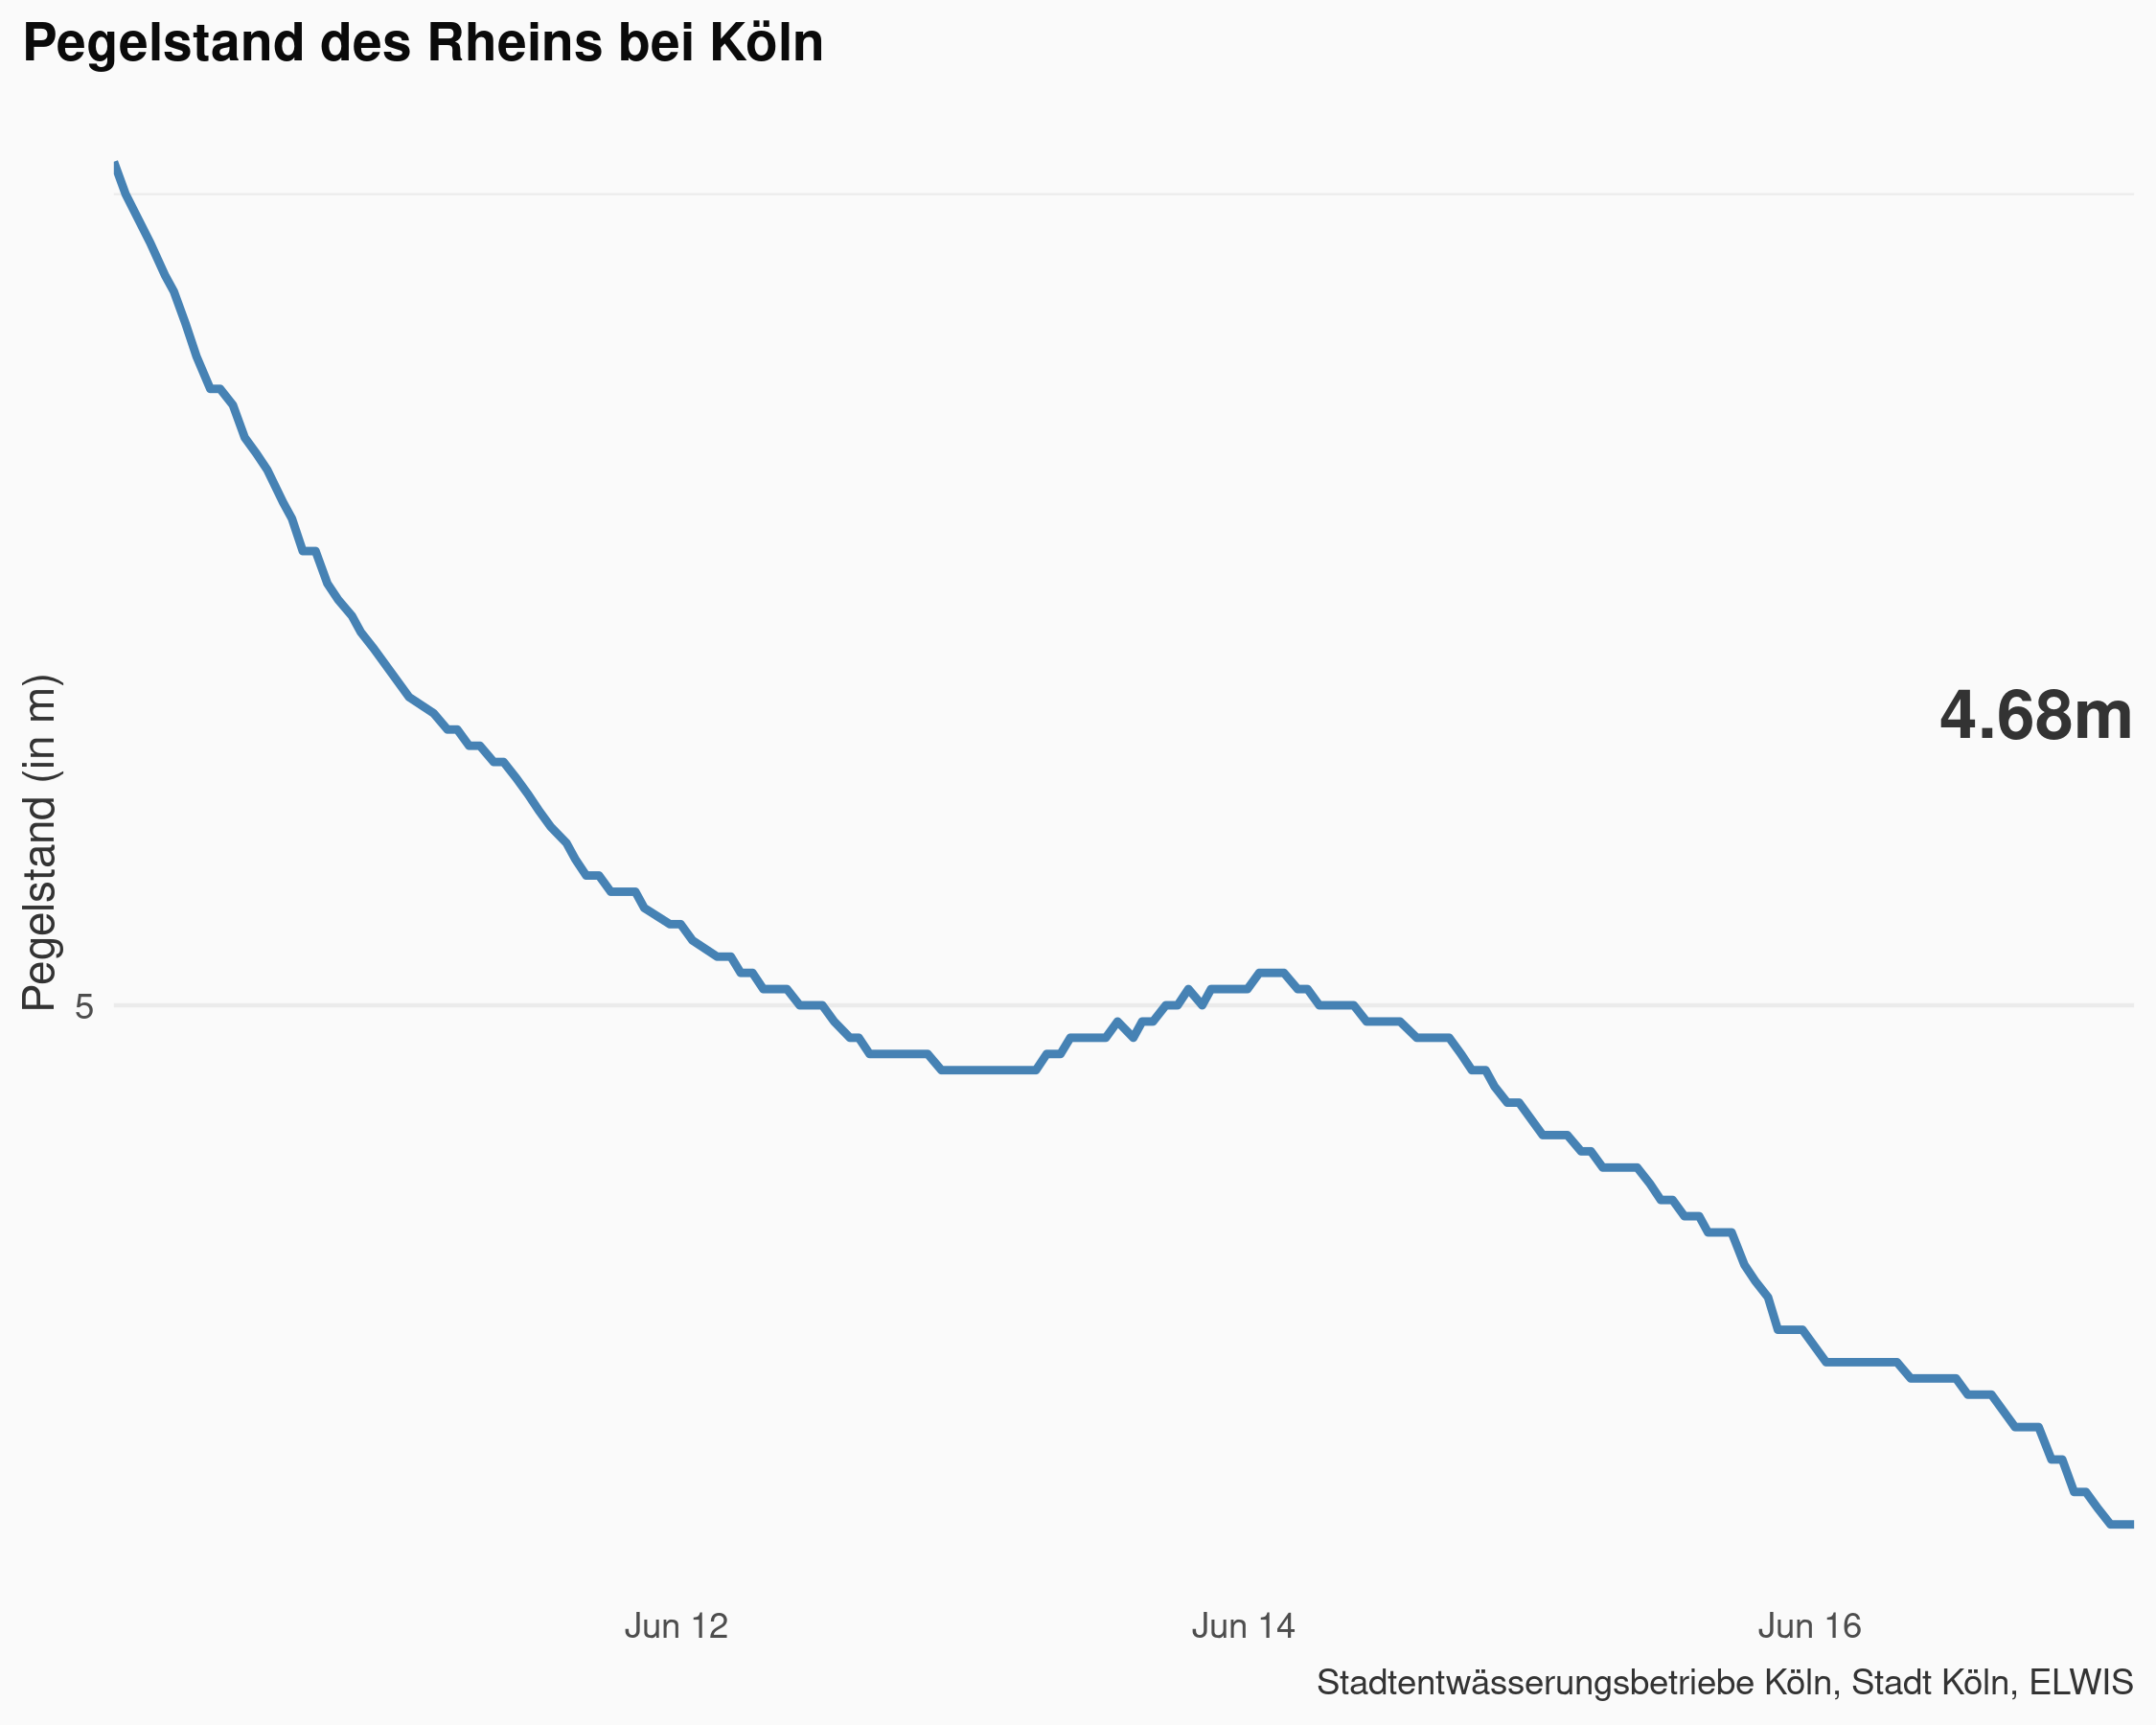 Pegelstand des Rheins bei Köln
Pegelstand (in m)
4.68m
5
Jun 12
Jun 14
Jun 16
Stadtentwässerungsbetriebe Köln, Stadt Köln, ELWIS